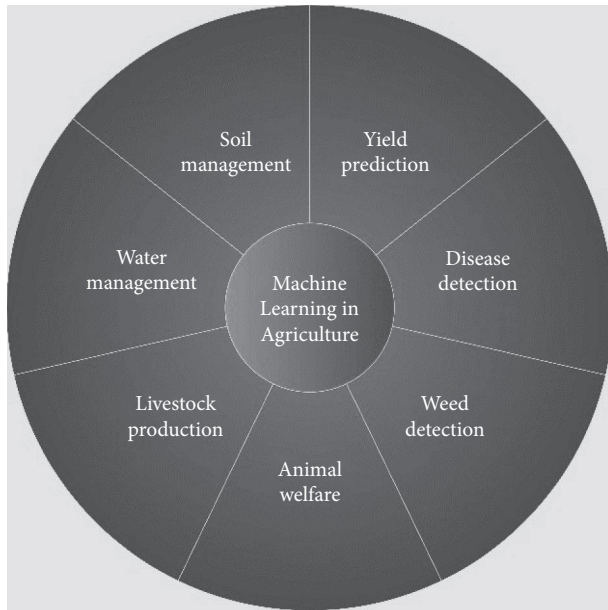 Soil
management
Yield
prediction
Water
management
Machine
Learning in
Agriculture
Disease
detection
Livestock
production
Weed
detection
Animal
welfare